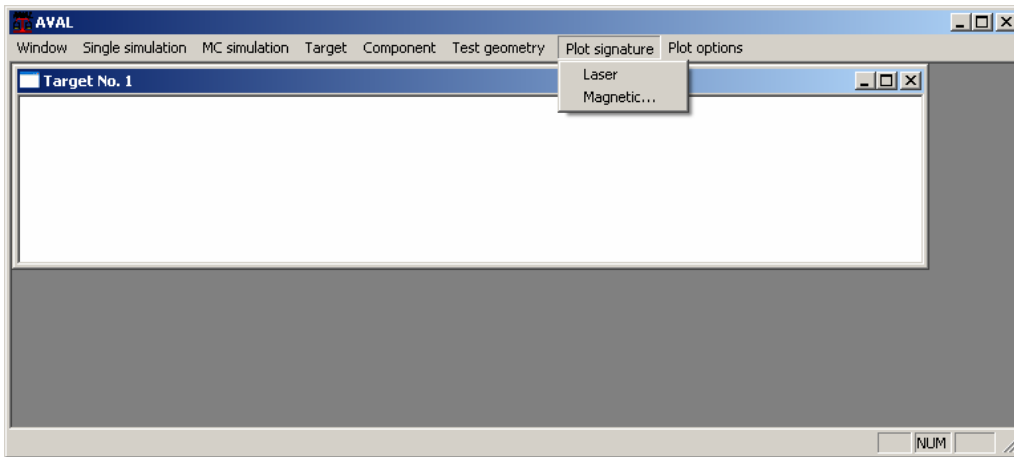 AVAL
Window Single simulation MC simulation Target Component Test geometry Plot signature Plot options
Laser
Magnetic...
Target No. 1
NUM